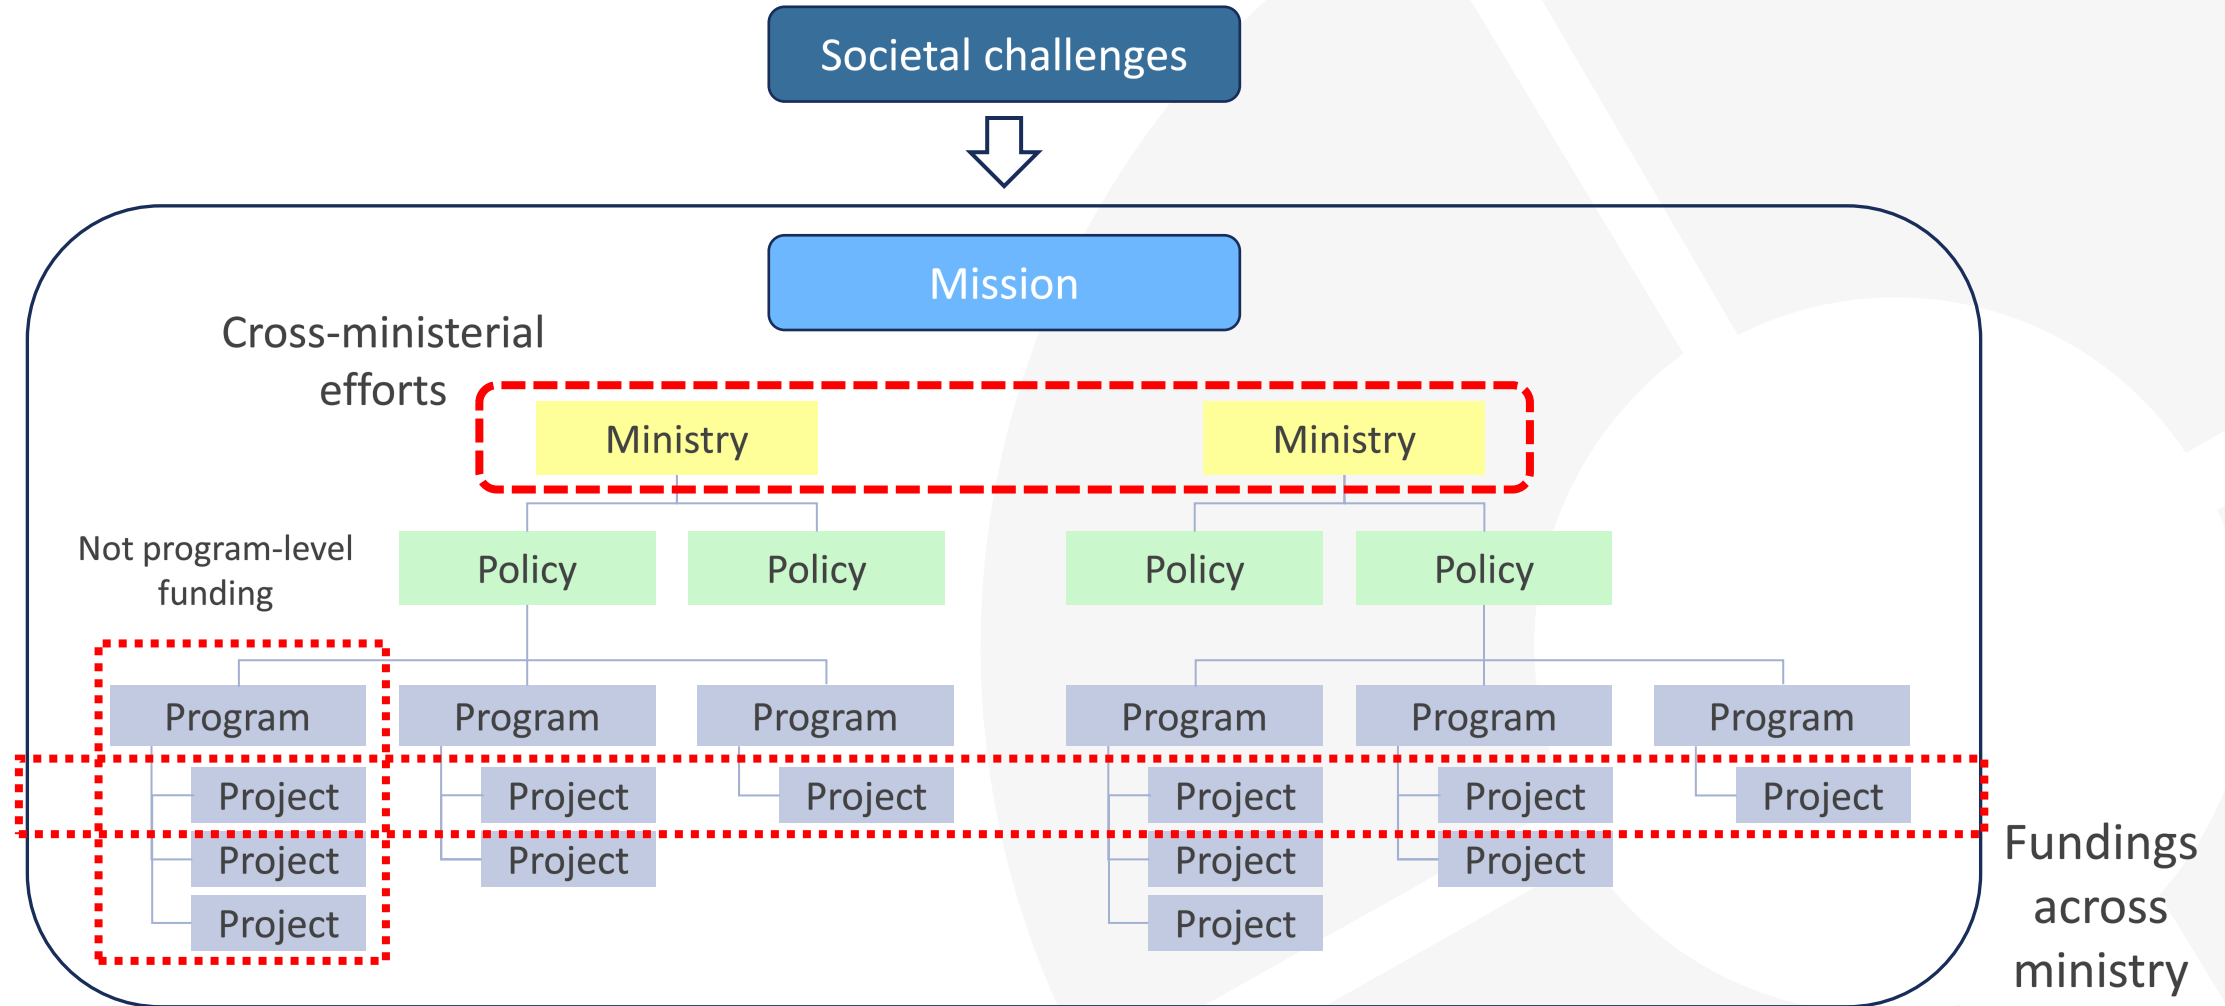 Societal challenges
Mission
Cross-ministerial
efforts
Ministry
Ministry
Not program-level
funding
Policy
Policy
Policy
Policy
Program
Program
Program
Program
Program
Program
Project
Project
Project
Project
Project
Project
Project
Project
Project
Project
Project
Project
Fundings
across
ministry